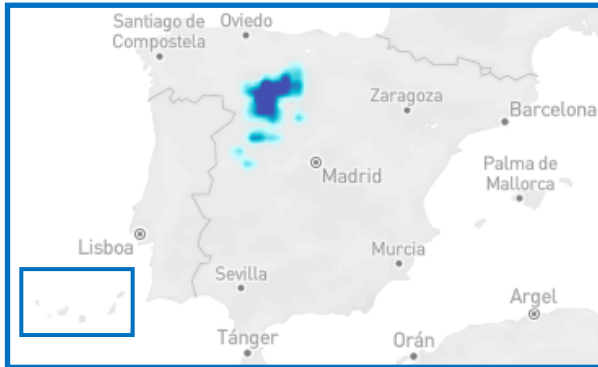 Santiago de
Compostela
Oviedo
Zaragoza
Barcelona
Madrid
Palma de
Mallorca
Lisboa
Murcia
Sevilla
Argel
Tánger
Orán